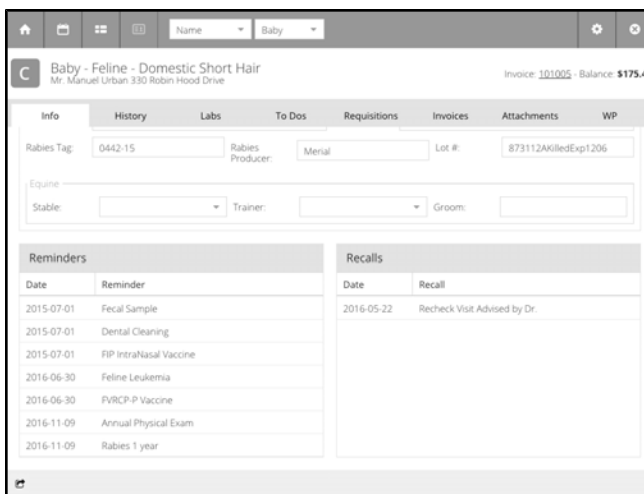 Name Baby
C
Baby - Feline - Domestic Short Hair
Mr. Manuel Urban 330 Robin Hood Drive
Invoice: 101005 - Balance: $175.4
Info History Labs To Dos Requisitions Invoices Attachments WP
Rabies Tag: 0442-15 Rabies Producer: Merial Lot #: 873112AKilledExp1206
Equine
Stable: Trainer: Groom:
Reminders
Date Reminder
2015-07-01 Fecal Sample
2015-07-01 Dental Cleaning
2015-07-01 FIP IntraNasal Vaccine
2016-06-30 Feline Leukemia
2016-06-30 FVRCP-P Vaccine
2016-11-09 Annual Physical Exam
2016-11-09 Rabies 1 year
Recalls
Date Recall
2016-05-22 Recheck Visit Advised by Dr.